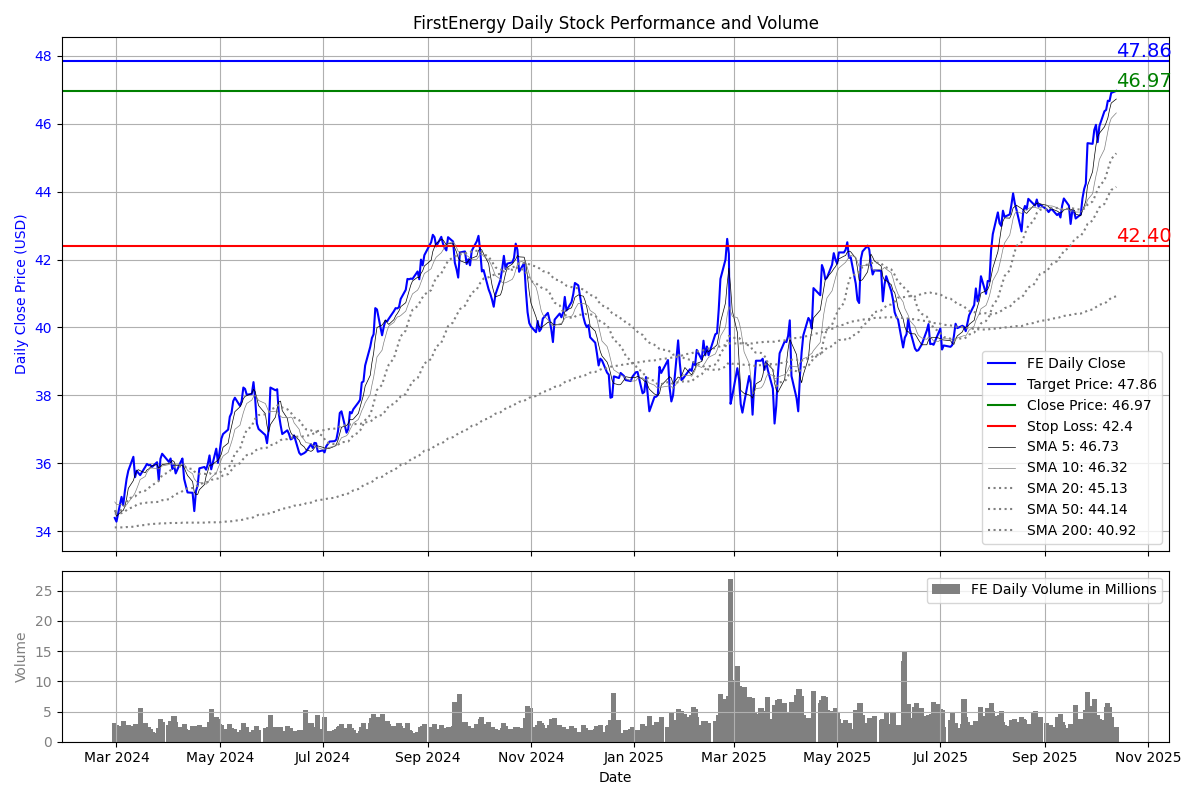 FirstEnergy Daily Stock Performance and Volume
48
46
44
42
40
38
36
34
Daily Close Price (USD)
47.86
46.97
42.40
FE Daily Close
Target Price: 47.86
Close Price: 46.97
Stop Loss: 42.4
SMA 5: 46.73
SMA 10: 46.32
SMA 20: 45.13
SMA 50: 44.14
SMA 200: 40.92
25
20
15
10
5
0
Volume
FE Daily Volume in Millions
Mar 2024 May 2024 Jul 2024 Sep 2024 Nov 2024 Jan 2025 Mar 2025 May 2025 Jul 2025 Sep 2025 Nov 2025
Date